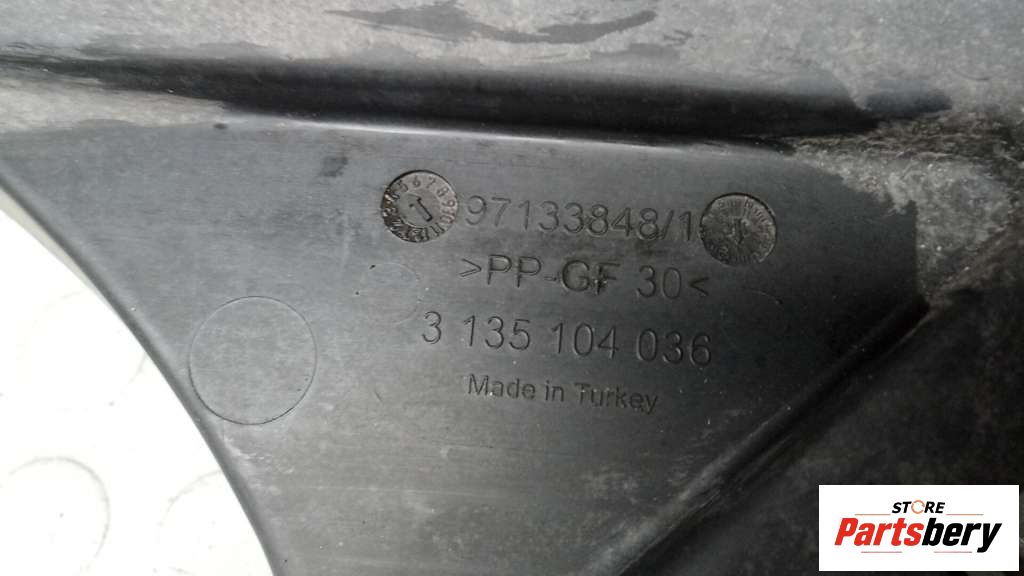 97133848/1
>PP-GF 30<
3 135 104 036
Made in Turkey
STORE
Partsbery